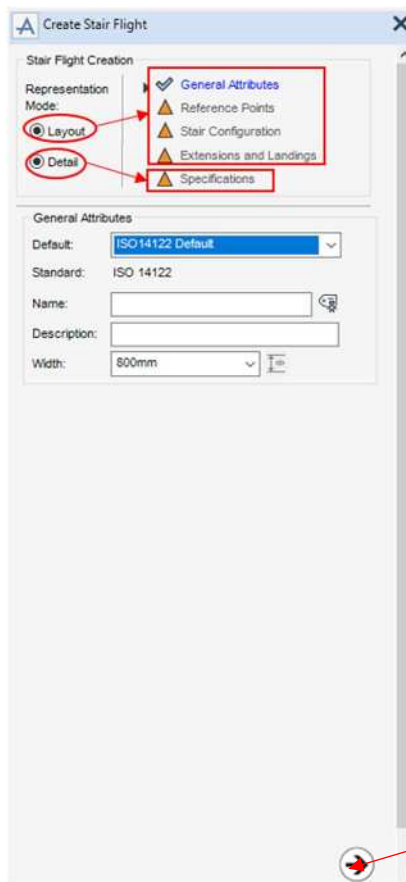 Create Stair Flight
Stair Flight Creation
Representation
Mode:
Layout
Detail
General Attributes
Reference Points
Stair Configuration
Extensions and Landings
Specifications
General Attributes
Default: ISO14122 Default
Standard: ISO 14122
Name:
Description:
Width: 800mm